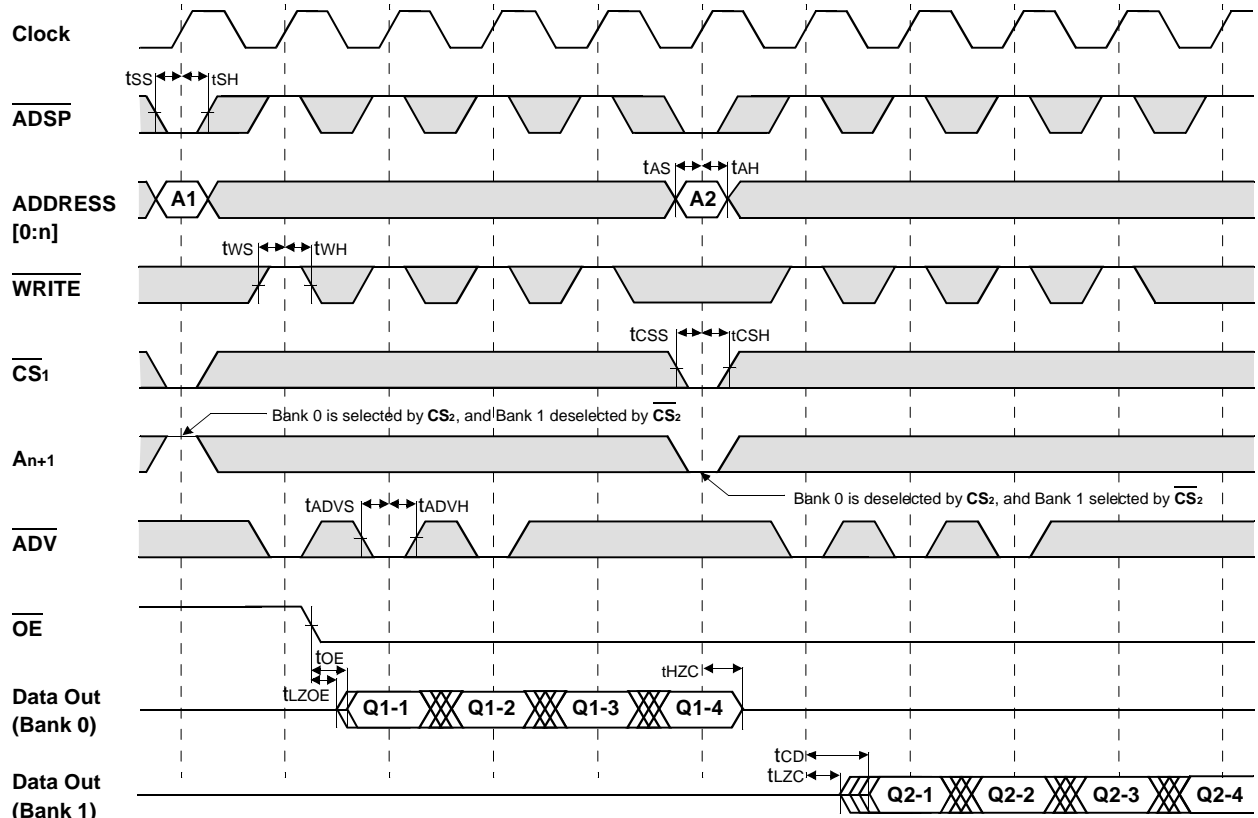 Clock
tSS tSH
ADSP
tAS tAH
ADDRESS
[0:n]
A1 A2
tWS tWH
WRITE
tCSS tCSH
CS1
Bank 0 is selected by CS2, and Bank 1 deselected by CS2
An+1
Bank 0 is deselected by CS2, and Bank 1 selected by CS2
tADVS tADVH
ADV
OE
tOE
tHZC
tLZOE
Data Out
(Bank 0)
Q1-1 Q1-2 Q1-3 Q1-4
tCD
tLZC
Data Out
(Bank 1)
Q2-1 Q2-2 Q2-3 Q2-4